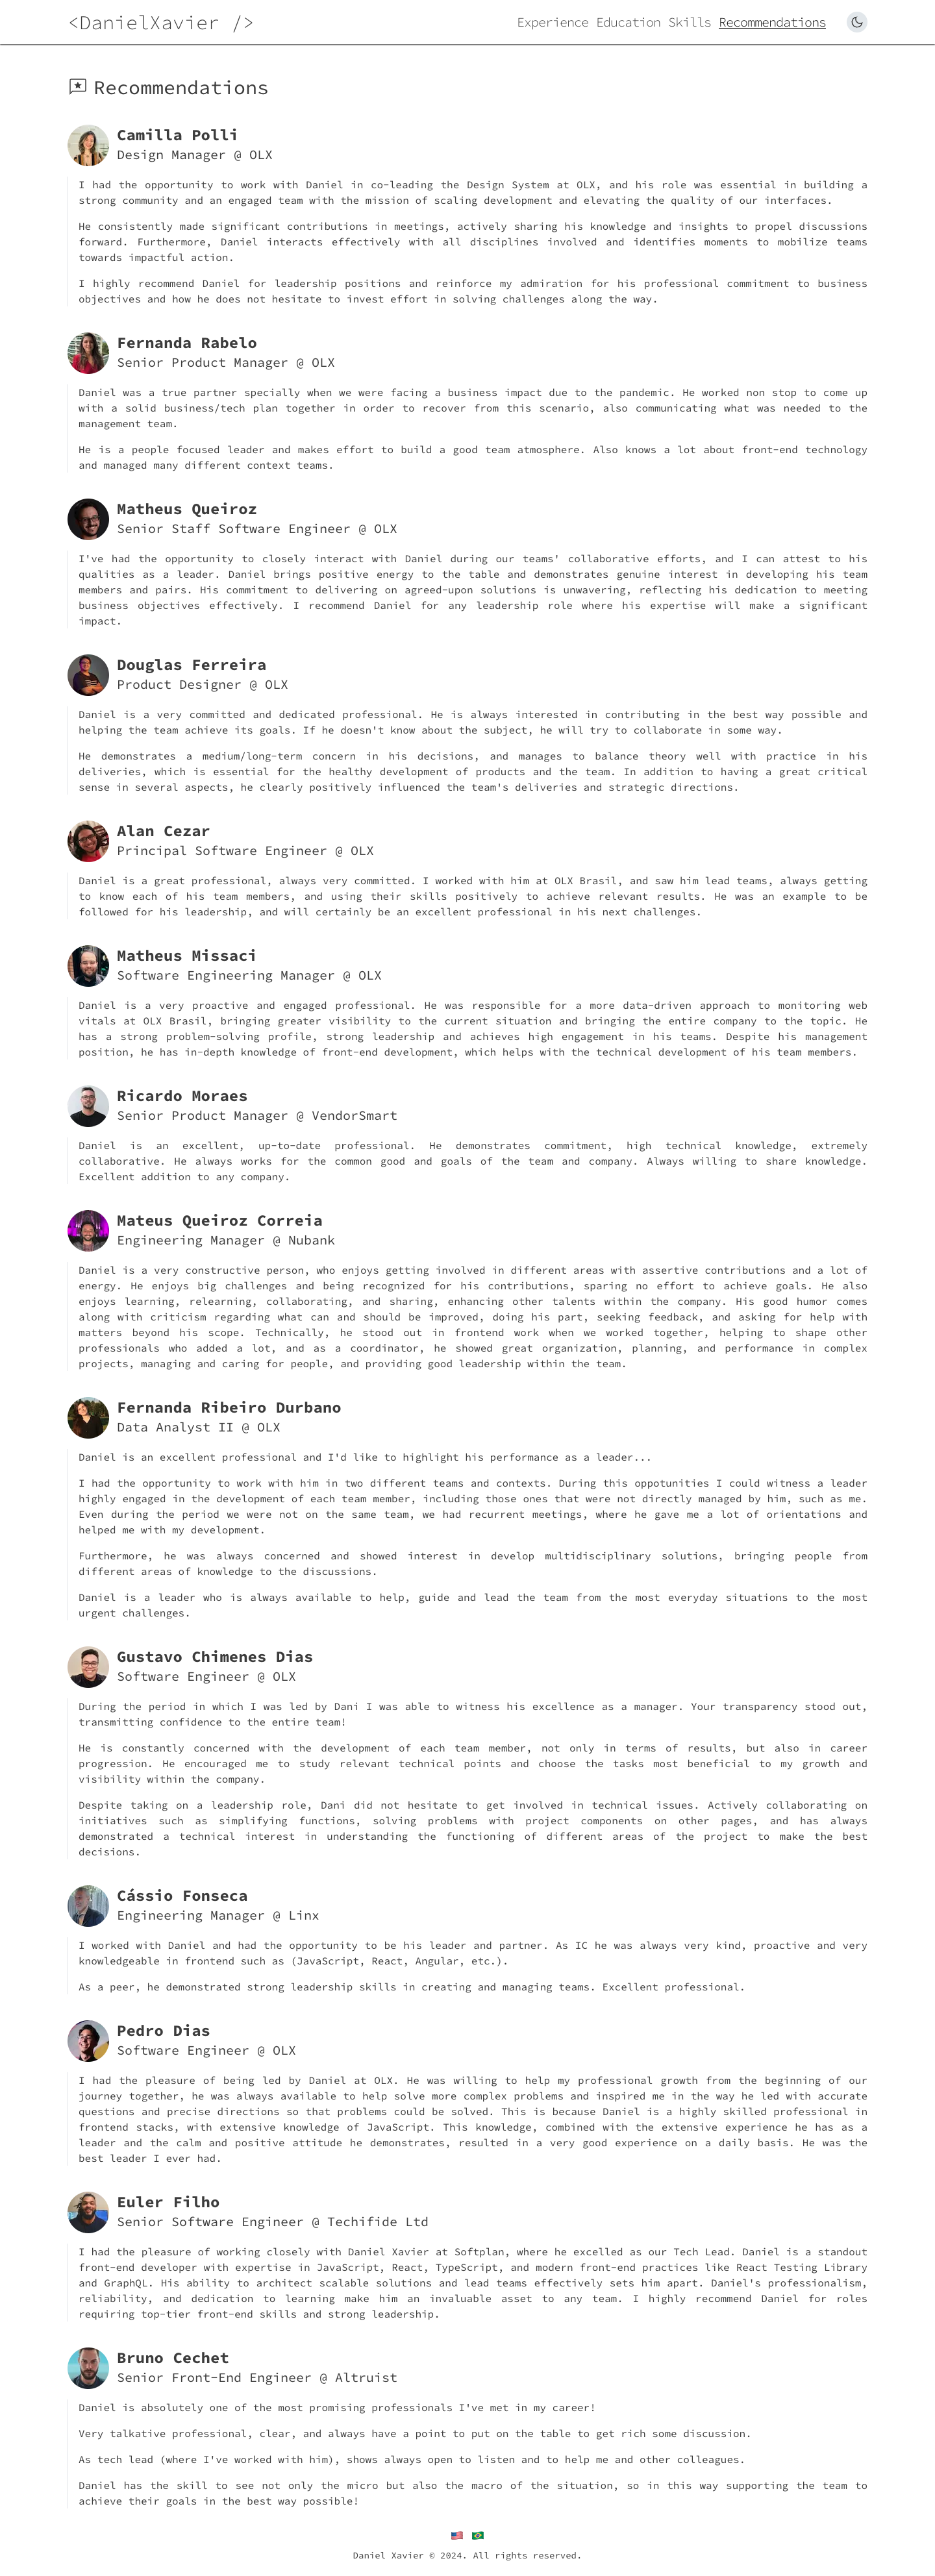 <DanielXavier />
Experience Education Skills Recommendations
Recommendations
Camilla Polli
Design Manager @ OLX
I had the opportunity to work with Daniel in co-leading the Design System at OLX, and his role was essential in building a
strong community and an engaged team with the mission of scaling development and elevating the quality of our interfaces.
He consistently made significant contributions in meetings, actively sharing his knowledge and insights to propel discussions
forward. Furthermore, Daniel interacts effectively with all disciplines involved and identifies moments to mobilize teams
towards impactful action.
I highly recommend Daniel for leadership positions and reinforce my admiration for his professional commitment to business
objectives and how he does not hesitate to invest effort in solving challenges along the way.
Fernanda Rabelo
Senior Product Manager @ OLX
Daniel was a true partner specially when we were facing a business impact due to the pandemic. He worked non stop to come up
with a solid business/tech plan together in order to recover from this scenario, also communicating what was needed to the
management team.
He is a people focused leader and makes effort to build a good team atmosphere. Also knows a lot about front-end technology
and managed many different context teams.
Matheus Queiroz
Senior Staff Software Engineer @ OLX
I've had the opportunity to closely interact with Daniel during our teams' collaborative efforts, and I can attest to his
qualities as a leader. Daniel brings positive energy to the table and demonstrates genuine interest in developing his team
members and pairs. His commitment to delivering on agreed-upon solutions is unwavering, reflecting his dedication to meeting
business objectives effectively. I recommend Daniel for any leadership role where his expertise will make a significant
impact.
Douglas Ferreira
Product Designer @ OLX
Daniel is a very committed and dedicated professional. He is always interested in contributing in the best way possible and
helping the team achieve its goals. If he doesn't know about the subject, he will try to collaborate in some way.
He demonstrates a medium/long-term concern in his decisions, and manages to balance theory well with practice in his
deliveries, which is essential for the healthy development of products and the team. In addition to having a great critical
sense in several aspects, he clearly positively influenced the team's deliveries and strategic directions.
Alan Cezar
Principal Software Engineer @ OLX
Daniel is a great professional, always very committed. I worked with him at OLX Brasil, and saw him lead teams, always getting
to know each of his team members, and using their skills positively to achieve relevant results. He was an example to be
followed for his leadership, and will certainly be an excellent professional in his next challenges.
Matheus Missaci
Software Engineering Manager @ OLX
Daniel is a very proactive and engaged professional. He was responsible for a more data-driven approach to monitoring web
vitals at OLX Brasil, bringing greater visibility to the current situation and bringing the entire company to the topic. He
has a strong problem-solving profile, strong leadership and achieves high engagement in his teams. Despite his management
position, he has in-depth knowledge of front-end development, which helps with the technical development of his team members.
Ricardo Moraes
Senior Product Manager @ VendorSmart
Daniel is an excellent, up-to-date professional. He demonstrates commitment, high technical knowledge, extremely
collaborative. He always works for the common good and goals of the team and company. Always willing to share knowledge.
Excellent addition to any company.
Mateus Queiroz Correia
Engineering Manager @ Nubank
Daniel is a very constructive person, who enjoys getting involved in different areas with assertive contributions and a lot of
energy. He enjoys big challenges and being recognized for his contributions, sparing no effort to achieve goals. He also
enjoys learning, relearning, collaborating, and sharing, enhancing other talents within the company. His good humor comes
along with criticism regarding what can and should be improved, doing his part, seeking feedback, and asking for help with
matters beyond his scope. Technically, he stood out in frontend work when we worked together, helping to shape other
professionals who added a lot, and as a coordinator, he showed great organization, planning, and performance in complex
projects, managing and caring for people, and providing good leadership within the team.
Fernanda Ribeiro Durbano
Data Analyst II @ OLX
Daniel is an excellent professional and I'd like to highlight his performance as a leader...
I had the opportunity to work with him in two different teams and contexts. During this oppotunities I could witness a leader
highly engaged in the development of each team member, including those ones that were not directly managed by him, such as me.
Even during the period we were not on the same team, we had recurrent meetings, where he gave me a lot of orientations and
helped me with my development.
Furthermore, he was always concerned and showed interest in develop multidisciplinary solutions, bringing people from
different areas of knowledge to the discussions.
Daniel is a leader who is always available to help, guide and lead the team from the most everyday situations to the most
urgent challenges.
Gustavo Chimenes Dias
Software Engineer @ OLX
During the period in which I was led by Dani I was able to witness his excellence as a manager. Your transparency stood out,
transmitting confidence to the entire team!
He is constantly concerned with the development of each team member, not only in terms of results, but also in career
progression. He encouraged me to study relevant technical points and choose the tasks most beneficial to my growth and
visibility within the company.
Despite taking on a leadership role, Dani did not hesitate to get involved in technical issues. Actively collaborating on
initiatives such as simplifying functions, solving problems with project components on other pages, and has always
demonstrated a technical interest in understanding the functioning of different areas of the project to make the best
decisions.
Cássio Fonseca
Engineering Manager @ Linx
I worked with Daniel and had the opportunity to be his leader and partner. As IC he was always very kind, proactive and very
knowledgeable in frontend such as (JavaScript, React, Angular, etc.).
As a peer, he demonstrated strong leadership skills in creating and managing teams. Excellent professional.
Pedro Dias
Software Engineer @ OLX
I had the pleasure of being led by Daniel at OLX. He was willing to help my professional growth from the beginning of our
journey together, he was always available to help solve more complex problems and inspired me in the way he led with accurate
questions and precise directions so that problems could be solved. This is because Daniel is a highly skilled professional in
frontend stacks, with extensive knowledge of JavaScript. This knowledge, combined with the extensive experience he has as a
leader and the calm and positive attitude he demonstrates, resulted in a very good experience on a daily basis. He was the
best leader I ever had.
Euler Filho
Senior Software Engineer @ Techifide Ltd
I had the pleasure of working closely with Daniel Xavier at Softplan, where he excelled as our Tech Lead. Daniel is a standout
front-end developer with expertise in JavaScript, React, TypeScript, and modern front-end practices like React Testing Library
and GraphQL. His ability to architect scalable solutions and lead teams effectively sets him apart. Daniel's professionalism,
reliability, and dedication to learning make him an invaluable asset to any team. I highly recommend Daniel for roles
requiring top-tier front-end skills and strong leadership.
Bruno Cechet
Senior Front-End Engineer @ Altruist
Daniel is absolutely one of the most promising professionals I've met in my career!
Very talkative professional, clear, and always have a point to put on the table to get rich some discussion.
As tech lead (where I've worked with him), shows always open to listen and to help me and other colleagues.
Daniel has the skill to see not only the micro but also the macro of the situation, so in this way supporting the team to
achieve their goals in the best way possible!
Daniel Xavier © 2024. All rights reserved.